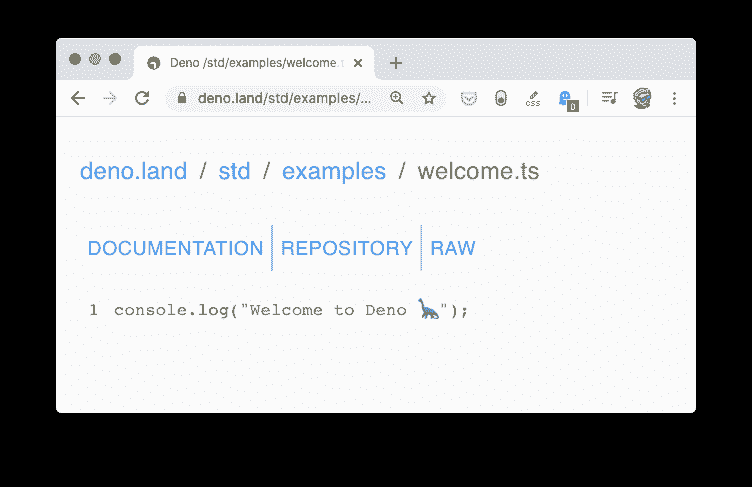 Deno /std/examples/welcome.t
deno.land/std/examples/...
css
0
deno.land / std / examples / welcome.ts
DOCUMENTATION REPOSITORY RAW
1 console.log("Welcome to Deno 🦕");